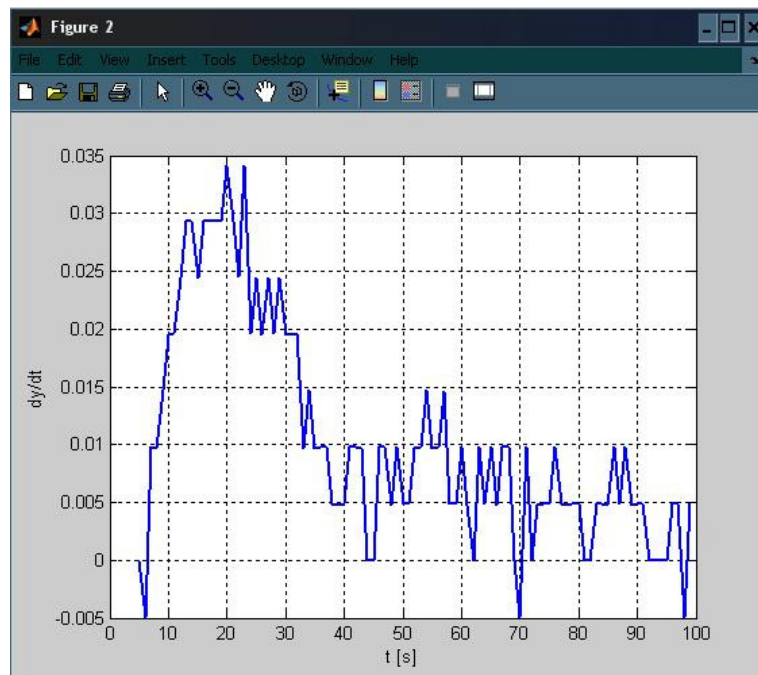 Figure 2
File Edit View Insert Tools Desktop Window Help
0.035
0.03
0.025
0.02
0.015
0.01
0.005
0
-0.005
dy/dt
0 10 20 30 40 50 60 70 80 90 100
t [s]